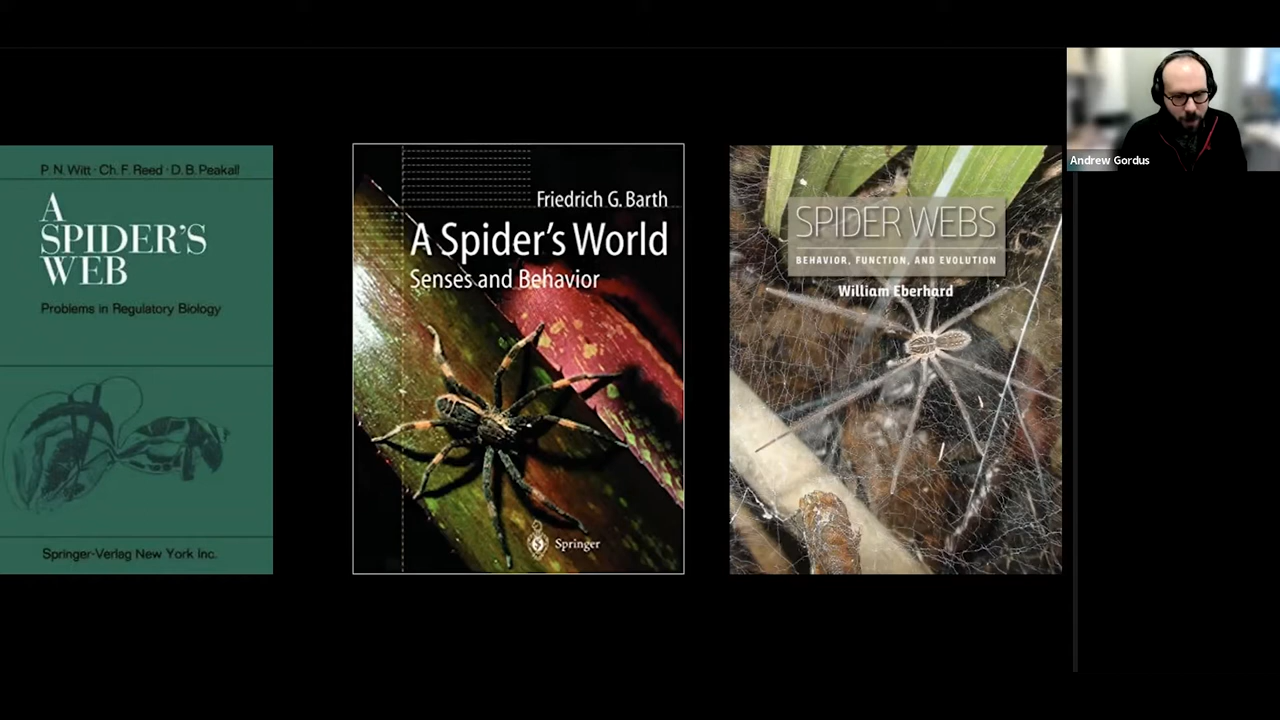 P. N. Witt · Ch. F. Reed · D. B. Peakall
A
SPIDER'S
WEB
Problems in Regulatory Biology
Springer-Verlag New York Inc.
Friedrich G. Barth
A Spider's World
Senses and Behavior
Springer
SPIDER WEBS
BEHAVIOR, FUNCTION, AND EVOLUTION
William Eberhard
Andrew Gordus